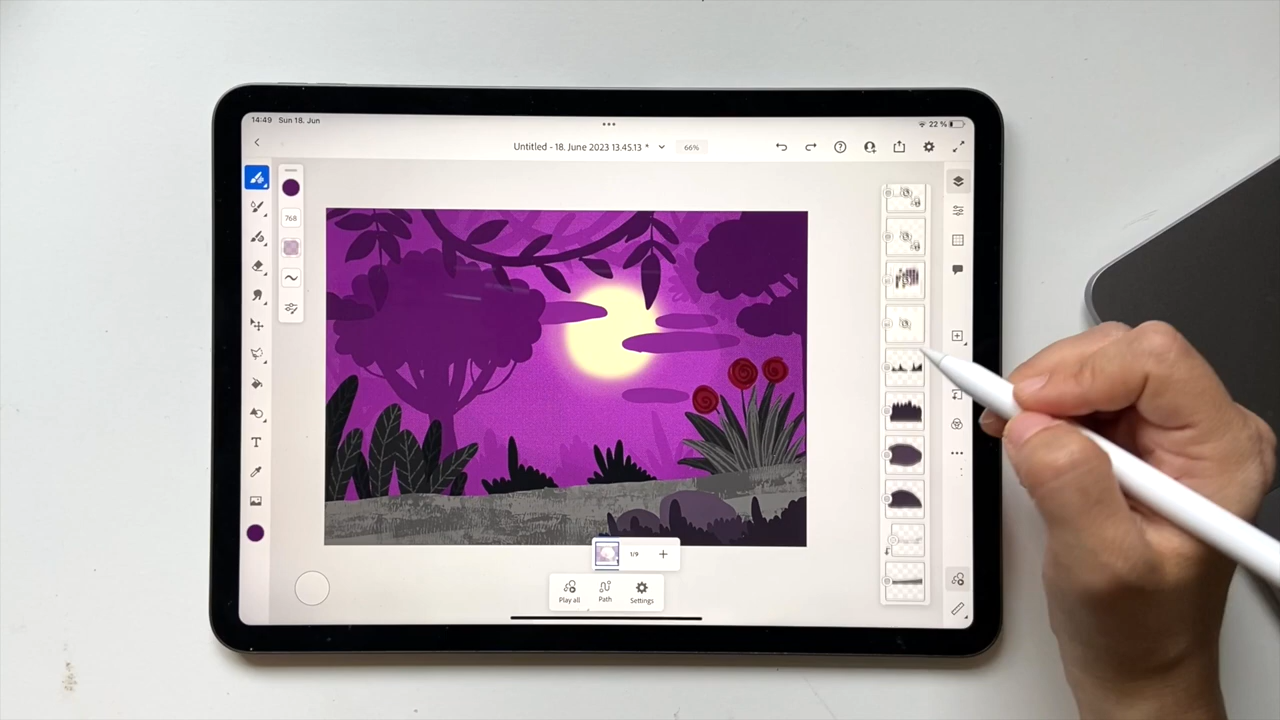 14:49 Sun 18. Jun
22 %
Untitled - 18. June 2023 13.45.13 *
66%
768
T
1/9
Play all
Path
Settings